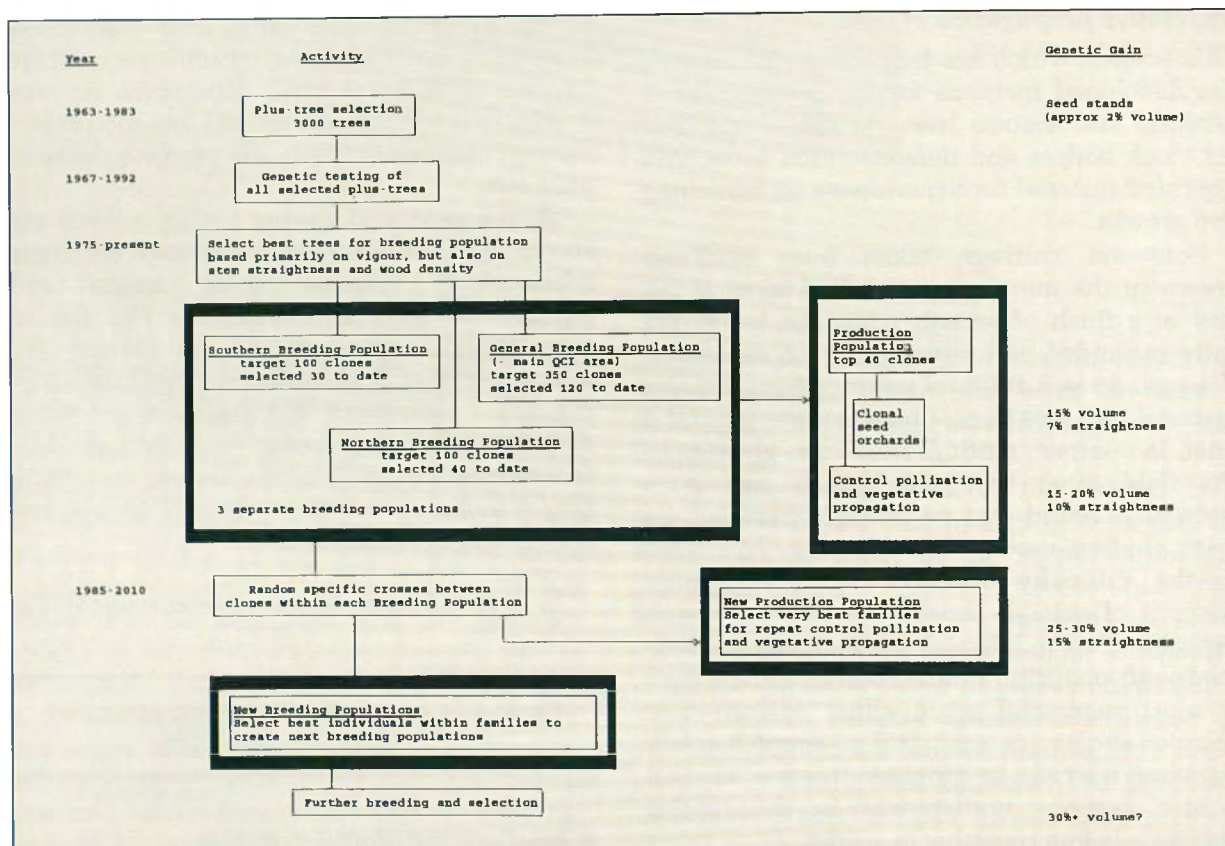 Year
Activity
Genetic Gain
1963-1983
Plus-tree selection
3000 trees
Seed stands
(approx 2% volume)
1967-1992
Genetic testing of
all selected plus-trees
1975-present
Select best trees for breeding population
based primarily on vigour, but also on
stem straightness and wood density
Southern Breeding Population
target 100 clones
selected 30 to date
General Breeding Population
(- main QCI area)
target 350 clones
selected 120 to date
Northern Breeding Population
target 100 clones
selected 40 to date
3 separate breeding populations
Production
Population
top 40 clones
Clonal
seed
orchards
15% volume
7% straightness
Control pollination
and vegetative
propagation
15-20% volume
10% straightness
1985-2010
Random specific crosses between
clones within each Breeding Population
New Production Population
Select very best families
for repeat control pollination
and vegetative propagation
25-30% volume
15% straightness
New Breeding Populations
Select best individuals within families to
create next breeding populations
Further breeding and selection
30%+ volume?